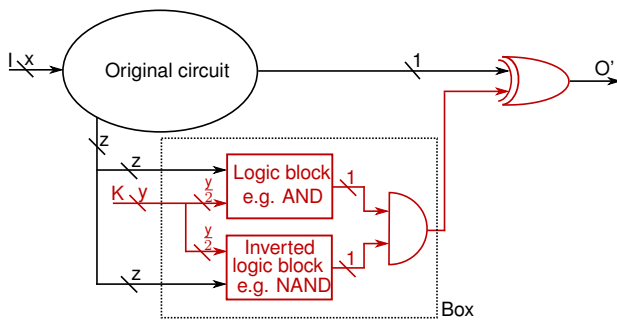 I x
Original circuit
1
O'
z
z
Logic block
e.g. AND
1
K y
y/2
y/2
Inverted
logic block
e.g. NAND
1
z
Box